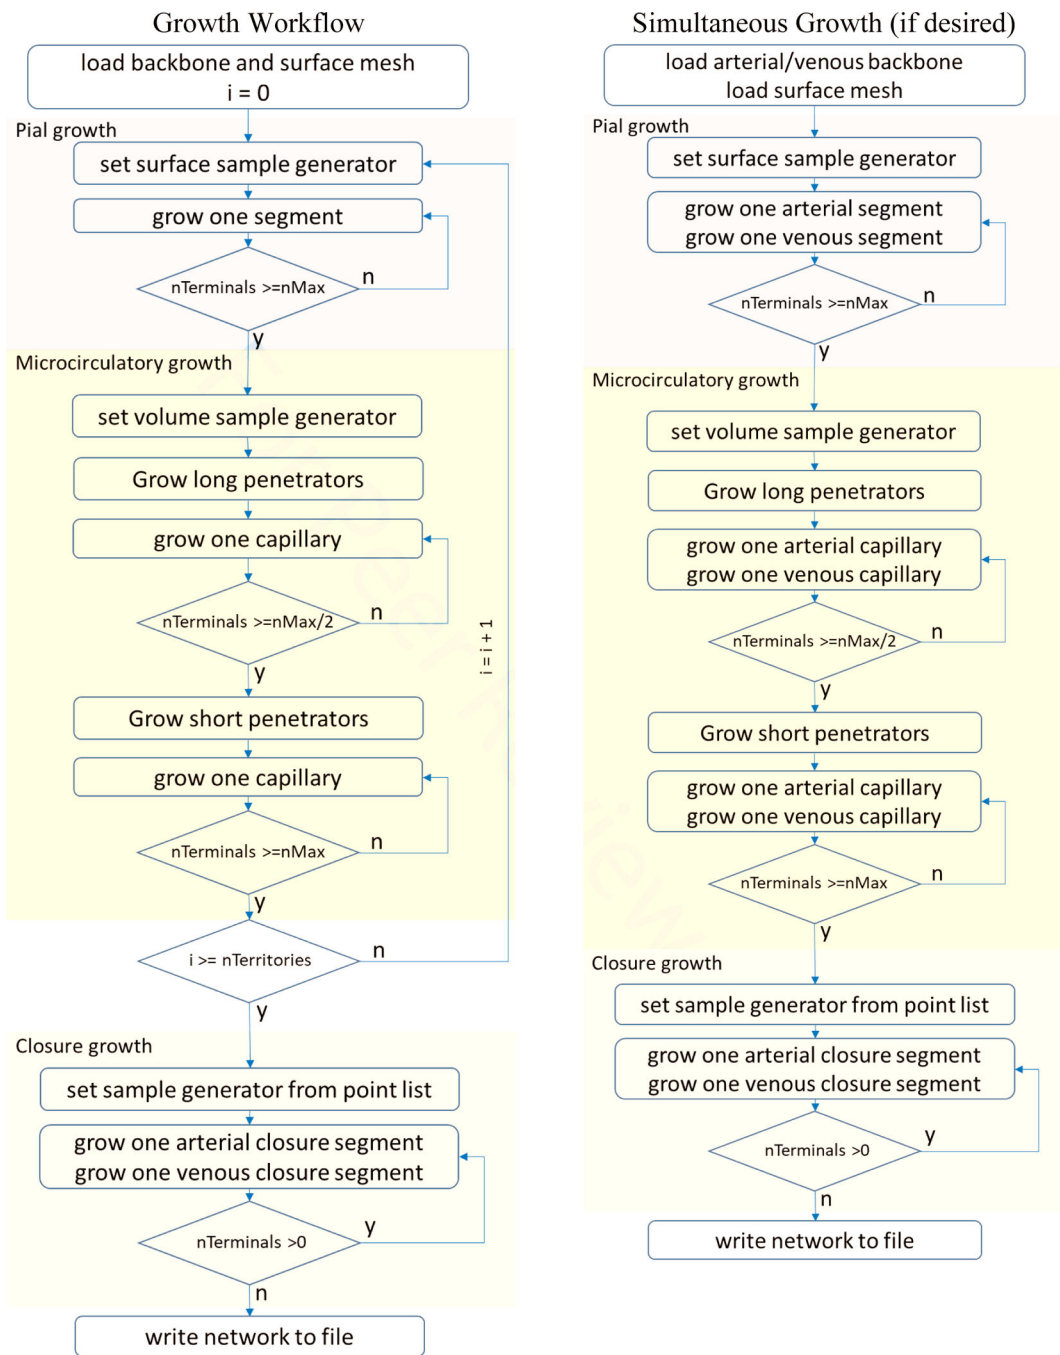 Growth Workflow
load backbone and surface mesh
i = 0
Pial growth
set surface sample generator
grow one segment
nTerminals >=nMax
n
y
Microcirculatory growth
set volume sample generator
Grow long penetrators
grow one capillary
nTerminals >=nMax/2
n
y
i = i + 1
Grow short penetrators
grow one capillary
nTerminals >=nMax
n
y
i >= nTerritories
n
y
Closure growth
set sample generator from point list
grow one arterial closure segment
grow one venous closure segment
nTerminals >0
y
n
write network to file
Simultaneous Growth (if desired)
load arterial/venous backbone
load surface mesh
Pial growth
set surface sample generator
grow one arterial segment
grow one venous segment
nTerminals >=nMax
n
y
Microcirculatory growth
set volume sample generator
Grow long penetrators
grow one arterial capillary
grow one venous capillary
nTerminals >=nMax/2
n
y
Grow short penetrators
grow one arterial capillary
grow one venous capillary
nTerminals >=nMax
n
y
Closure growth
set sample generator from point list
grow one arterial closure segment
grow one venous closure segment
nTerminals >0
y
n
write network to file